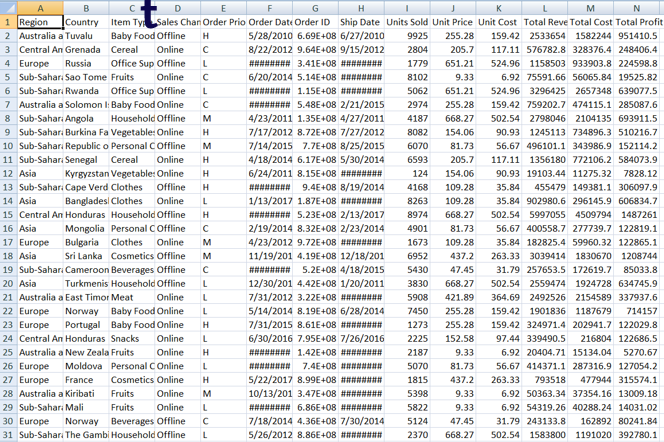 t
A B C D E F G H I J K L M N
1 Region Country Item Typ Sales Chan Order Prio Order Date Order ID Ship Date Units Sold Unit Price Unit Cost Total Reve Total Cost Total Profit
2 Australia a Tuvalu Baby Food Offline H 5/28/2010 6.69E+08 6/27/2010 9925 255.28 159.42 2533654 1582244 951410.5
3 Central Am Grenada Cereal Online C 8/22/2012 9.64E+08 9/15/2012 2804 205.7 117.11 576782.8 328376.4 248406.4
4 Europe Russia Office Sup Offline L ######## 3.41E+08 ######## 1779 651.21 524.96 1158503 933903.8 224598.8
5 Sub-Sahara Sao Tome Fruits Online C 6/20/2014 5.14E+08 ######## 8102 9.33 6.92 75591.66 56065.84 19525.82
6 Sub-Sahara Rwanda Office Sup Offline L ######## 1.15E+08 ######## 5062 651.21 524.96 3296425 2657348 639077.5
7 Australia a Solomon I Baby Food Online C ######## 5.48E+08 2/21/2015 2974 255.28 159.42 759202.7 474115.1 285087.6
8 Sub-Sahara Angola Household Offline M 4/23/2011 1.35E+08 4/27/2011 4187 668.27 502.54 2798046 2104135 693911.5
9 Sub-Sahara Burkina Fa Vegetables Online H 7/17/2012 8.72E+08 7/27/2012 8082 154.06 90.93 1245113 734896.3 510216.7
10 Sub-Sahara Republic o Personal C Offline M 7/14/2015 7.7E+08 8/25/2015 6070 81.73 56.67 496101.1 343986.9 152114.2
11 Sub-Sahara Senegal Cereal Online H 4/18/2014 6.17E+08 5/30/2014 6593 205.7 117.11 1356180 772106.2 584073.9
12 Asia Kyrgyzstan Vegetables Online H 6/24/2011 8.15E+08 ######## 124 154.06 90.93 19103.44 11275.32 7828.12
13 Sub-Sahara Cape Verd Clothes Offline H ######## 9.4E+08 8/19/2014 4168 109.28 35.84 455479 149381.1 306097.9
14 Asia Bangladesh Clothes Online L 1/13/2017 1.87E+08 ######## 8263 109.28 35.84 902980.6 296145.9 606834.7
15 Central Am Honduras Household Offline H ######## 5.23E+08 2/13/2017 8974 668.27 502.54 5997055 4509794 1487261
16 Asia Mongolia Personal C Offline C 2/19/2014 8.32E+08 2/23/2014 4901 81.73 56.67 400558.7 277739.7 122819.1
17 Europe Bulgaria Clothes Online M 4/23/2012 9.72E+08 ######## 1673 109.28 35.84 182825.4 59960.32 122865.1
18 Asia Sri Lanka Cosmetics Offline M 11/19/201 4.19E+08 12/18/201 6952 437.2 263.33 3039414 1830670 1208744
19 Sub-Sahara Cameroon Beverages Offline C ######## 5.2E+08 4/18/2015 5430 47.45 31.79 257653.5 172619.7 85033.8
20 Asia Turkmenis Household Offline L 12/30/201 4.42E+08 1/20/2011 3830 668.27 502.54 2559474 1924728 634745.9
21 Australia a East Timor Meat Online L 7/31/2012 3.22E+08 ######## 5908 421.89 364.69 2492526 2154589 337937.6
22 Europe Norway Baby Food Online L 5/14/2014 8.19E+08 6/28/2014 7450 255.28 159.42 1901836 1187679 714157
23 Europe Portugal Baby Food Online H 7/31/2015 8.61E+08 ######## 1273 255.28 159.42 324971.4 202941.7 122029.8
24 Central Am Honduras Snacks Online L 6/30/2016 7.95E+08 7/26/2016 2225 152.58 97.44 339490.5 216804 122686.5
25 Australia a New Zeala Fruits Online H ######## 1.42E+08 ######## 2187 9.33 6.92 20404.71 15134.04 5270.67
26 Europe Moldova Personal C Online L ######## 7.4E+08 ######## 5070 81.73 56.67 414371.1 287316.9 127054.2
27 Europe France Cosmetics Online H 5/22/2017 8.99E+08 ######## 1815 437.2 263.33 793518 477944 315574.1
28 Australia a Kiribati Fruits Online M 10/13/201 3.47E+08 ######## 5398 9.33 6.92 50363.34 37354.16 13009.18
29 Sub-Sahara Mali Fruits Online L ######## 6.86E+08 ######## 5822 9.33 6.92 54319.26 40288.24 14031.02
30 Europe Norway Beverages Offline C 7/18/2014 4.36E+08 7/30/2014 5124 47.45 31.79 243133.8 162892 80241.84
31 Sub-Sahara The Gambi Household Offline L 5/26/2012 3.86E+08 ######## 2370 668.27 502.54 1583800 1191020 392780.1